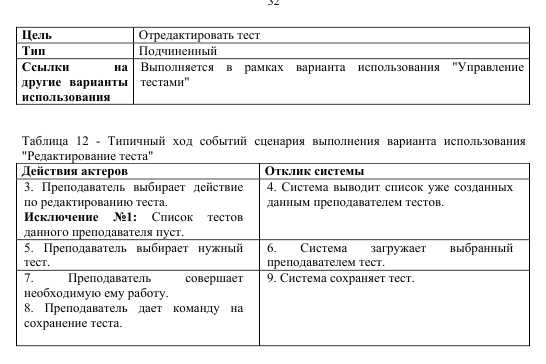 32
Цель Отредактировать тест
Тип Подчиненный
Ссылки на Выполняется в рамках варианта использования "Управление
другие варианты тестами"
использования
Таблица 12 - Типичный ход событий сценария выполнения варианта использования
"Редактирование теста"
Действия актеров Отклик системы
3. Преподаватель выбирает действие 4. Система выводит список уже созданных
по редактированию теста. данным преподавателем тестов.
Исключение №1: Список тестов
данного преподавателя пуст.
5. Преподаватель выбирает нужный 6. Система загружает выбранный
тест. преподавателем тест.
7. Преподаватель совершает 9. Система сохраняет тест.
необходимую ему работу.
8. Преподаватель дает команду на
сохранение теста.